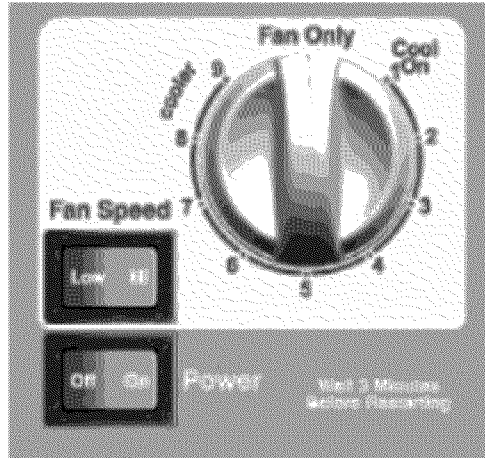 Fan Only
Cool
On
cooler
9
1
8
2
7
3
6
4
5
Fan Speed
Low Hi
Off On
Power
Wait 3 Minutes
Before Restarting